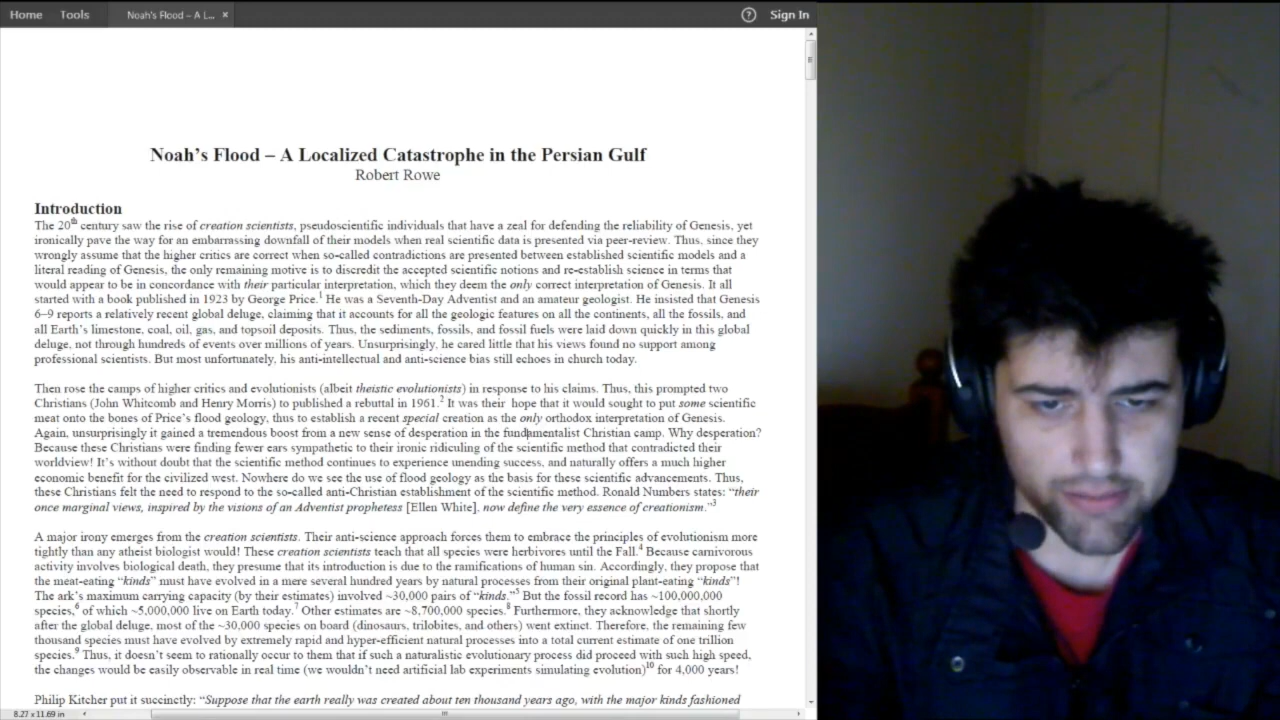 Home Tools Noah's Flood – A L... × ? Sign In
Noah's Flood – A Localized Catastrophe in the Persian Gulf
Robert Rowe
Introduction
The 20th century saw the rise of creation scientists, pseudoscientific individuals that have a zeal for defending the reliability of Genesis, yet
ironically pave the way for an embarrassing downfall of their models when real scientific data is presented via peer-review. Thus, since they
wrongly assume that the higher critics are correct when so-called contradictions are presented between established scientific models and a
literal reading of Genesis, the only remaining motive is to discredit the accepted scientific notions and re-establish science in terms that
would appear to be in concordance with their particular interpretation, which they deem the only correct interpretation of Genesis. It all
started with a book published in 1923 by George Price.1 He was a Seventh-Day Adventist and an amateur geologist. He insisted that Genesis
6–9 reports a relatively recent global deluge, claiming that it accounts for all the geologic features on all the continents, all the fossils, and
all Earth's limestone, coal, oil, gas, and topsoil deposits. Thus, the sediments, fossils, and fossil fuels were laid down quickly in this global
deluge, not through hundreds of events over millions of years. Unsurprisingly, he cared little that his views found no support among
professional scientists. But most unfortunately, his anti-intellectual and anti-science bias still echoes in church today.
Then rose the camps of higher critics and evolutionists (albeit theistic evolutionists) in response to his claims. Thus, this prompted two
Christians (John Whitcomb and Henry Morris) to published a rebuttal in 1961.2 It was their hope that it would sought to put some scientific
meat onto the bones of Price's flood geology, thus to establish a recent special creation as the only orthodox interpretation of Genesis.
Again, unsurprisingly it gained a tremendous boost from a new sense of desperation in the fundamentalist Christian camp. Why desperation?
Because these Christians were finding fewer ears sympathetic to their ironic ridiculing of the scientific method that contradicted their
worldview! It's without doubt that the scientific method continues to experience unending success, and naturally offers a much higher
economic benefit for the civilized west. Nowhere do we see the use of flood geology as the basis for these scientific advancements. Thus,
these Christians felt the need to respond to the so-called anti-Christian establishment of the scientific method. Ronald Numbers states: "their
once marginal views, inspired by the visions of an Adventist prophetess [Ellen White], now define the very essence of creationism."3
A major irony emerges from the creation scientists. Their anti-science approach forces them to embrace the principles of evolutionism more
tightly than any atheist biologist would! These creation scientists teach that all species were herbivores until the Fall.4 Because carnivorous
activity involves biological death, they presume that its introduction is due to the ramifications of human sin. Accordingly, they propose that
the meat-eating "kinds" must have evolved in a mere several hundred years by natural processes from their original plant-eating "kinds"!
The ark's maximum carrying capacity (by their estimates) involved ~30,000 pairs of "kinds."5 But the fossil record has ~100,000,000
species,6 of which ~5,000,000 live on Earth today.7 Other estimates are ~8,700,000 species.8 Furthermore, they acknowledge that shortly
after the global deluge, most of the ~30,000 species on board (dinosaurs, trilobites, and others) went extinct. Therefore, the remaining few
thousand species must have evolved by extremely rapid and hyper-efficient natural processes into a total current estimate of one trillion
species.9 Thus, it doesn't seem to rationally occur to them that if such a naturalistic evolutionary process did proceed with such high speed,
the changes would be easily observable in real time (we wouldn't need artificial lab experiments simulating evolution)10 for 4,000 years!
Philip Kitcher put it succinctly: "Suppose that the earth really was created about ten thousand years ago, with the major kinds fashioned
8.27 x 11.69 in